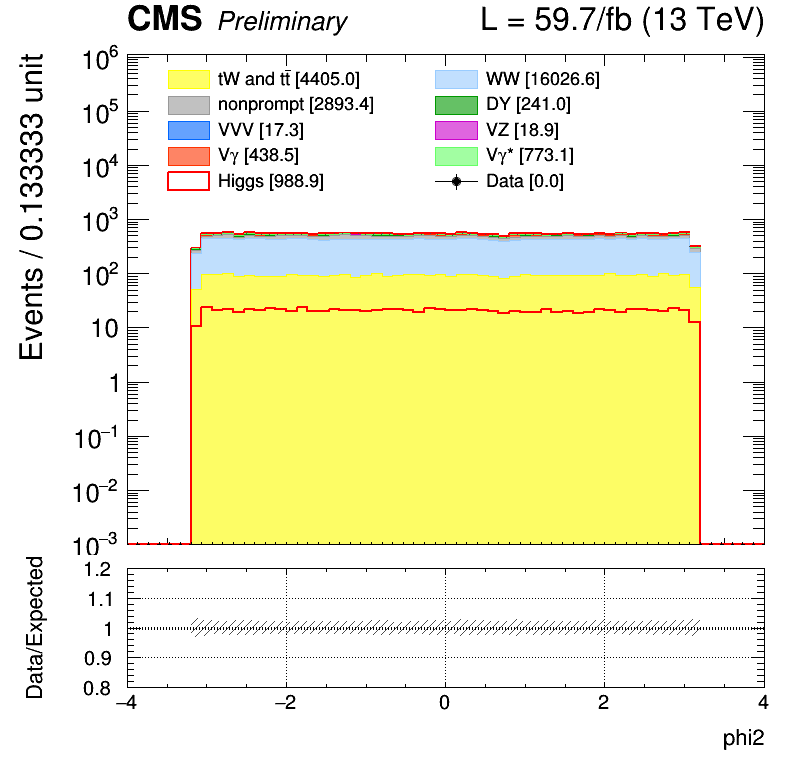 CMS Preliminary L = 59.7/fb (13 TeV)
Events / 0.133333 unit
10⁶
10⁵
10⁴
10³
10²
10
1
10⁻¹
10⁻²
10⁻³
tW and tt̄ [4405.0]
WW [16026.6]
nonprompt [2893.4]
DY [241.0]
VVV [17.3]
VZ [18.9]
Vγ [438.5]
Vγ* [773.1]
Higgs [988.9]
Data [0.0]
Data/Expected
1.2
1.1
1
0.9
0.8
−4 −2 0 2 4
phi2